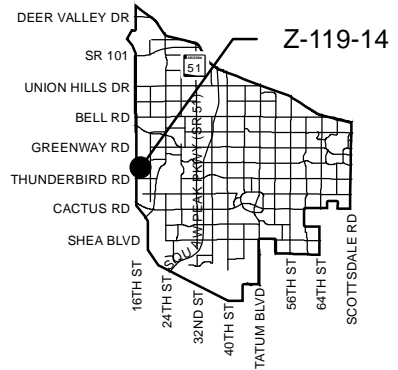 DEER VALLEY DR
Z-119-14
SR 101
ARIZONA
51
UNION HILLS DR
BELL RD
GREENWAY RD
THUNDERBIRD RD
CACTUS RD
SHEA BLVD
SQUAW PEAK PKWY (SR 51)
16TH ST
24TH ST
32ND ST
40TH ST
TATUM BLVD
56TH ST
64TH ST
SCOTTSDALE RD